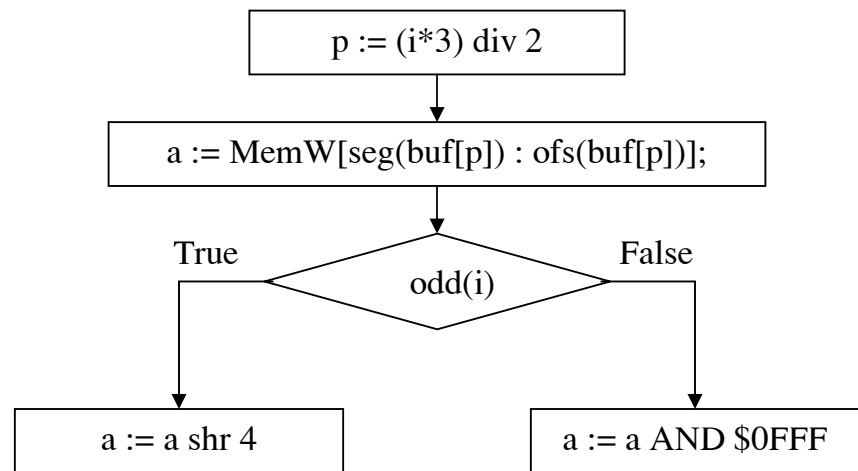 p := (i*3) div 2
a := MemW[seg(buf[p]) : ofs(buf[p])];
True
False
odd(i)
a := a shr 4
a := a AND $0FFF